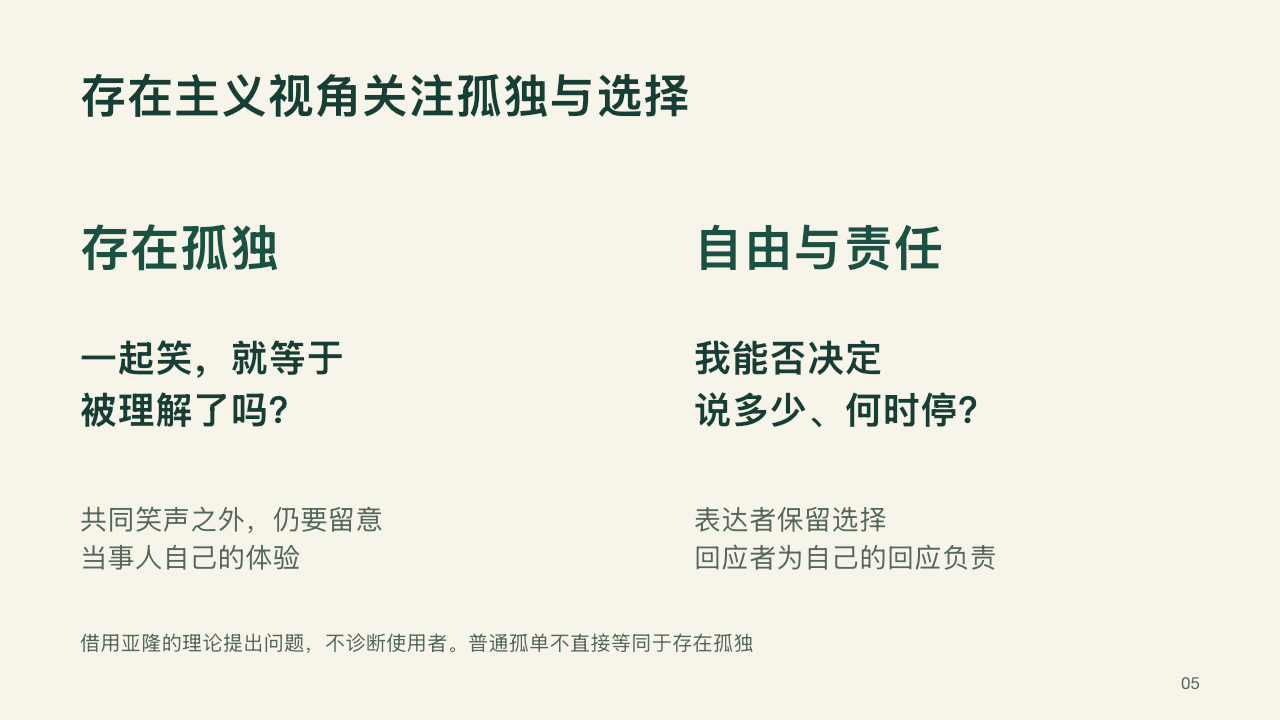 存在主义视角关注孤独与选择
存在孤独
一起笑，就等于
被理解了吗?
共同笑声之外，仍要留意
当事人自己的体验
自由与责任
我能否决定
说多少、何时停?
表达者保留选择
回应者为自己的回应负责
借用亚隆的理论提出问题，不诊断使用者。普通孤单不直接等同于存在孤独
05